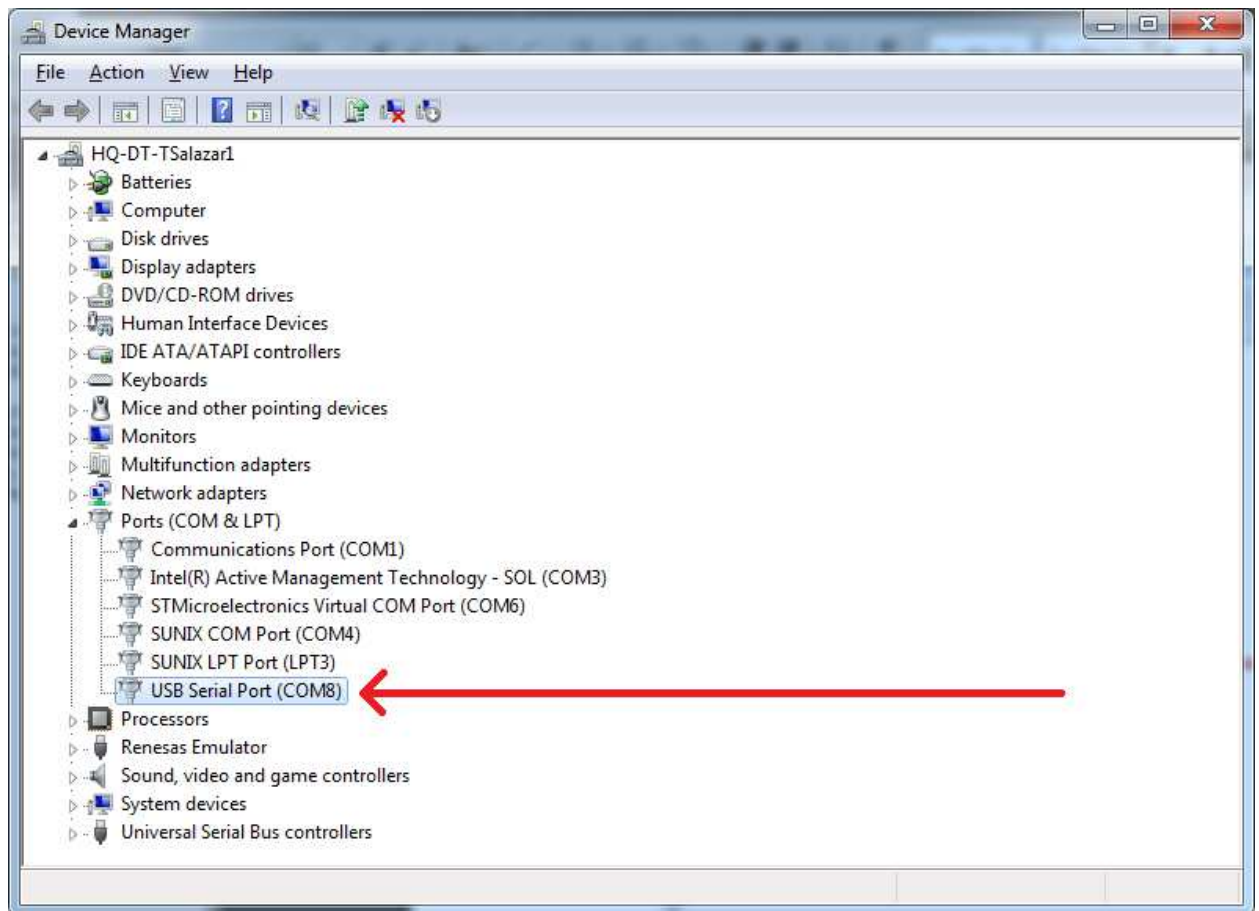 Device Manager
File Action View Help
HQ-DT-TSalazar1
Batteries
Computer
Disk drives
Display adapters
DVD/CD-ROM drives
Human Interface Devices
IDE ATA/ATAPI controllers
Keyboards
Mice and other pointing devices
Monitors
Multifunction adapters
Network adapters
Ports (COM & LPT)
Communications Port (COM1)
Intel(R) Active Management Technology - SOL (COM3)
STMicroelectronics Virtual COM Port (COM6)
SUNIX COM Port (COM4)
SUNIX LPT Port (LPT3)
USB Serial Port (COM8)
Processors
Renesas Emulator
Sound, video and game controllers
System devices
Universal Serial Bus controllers